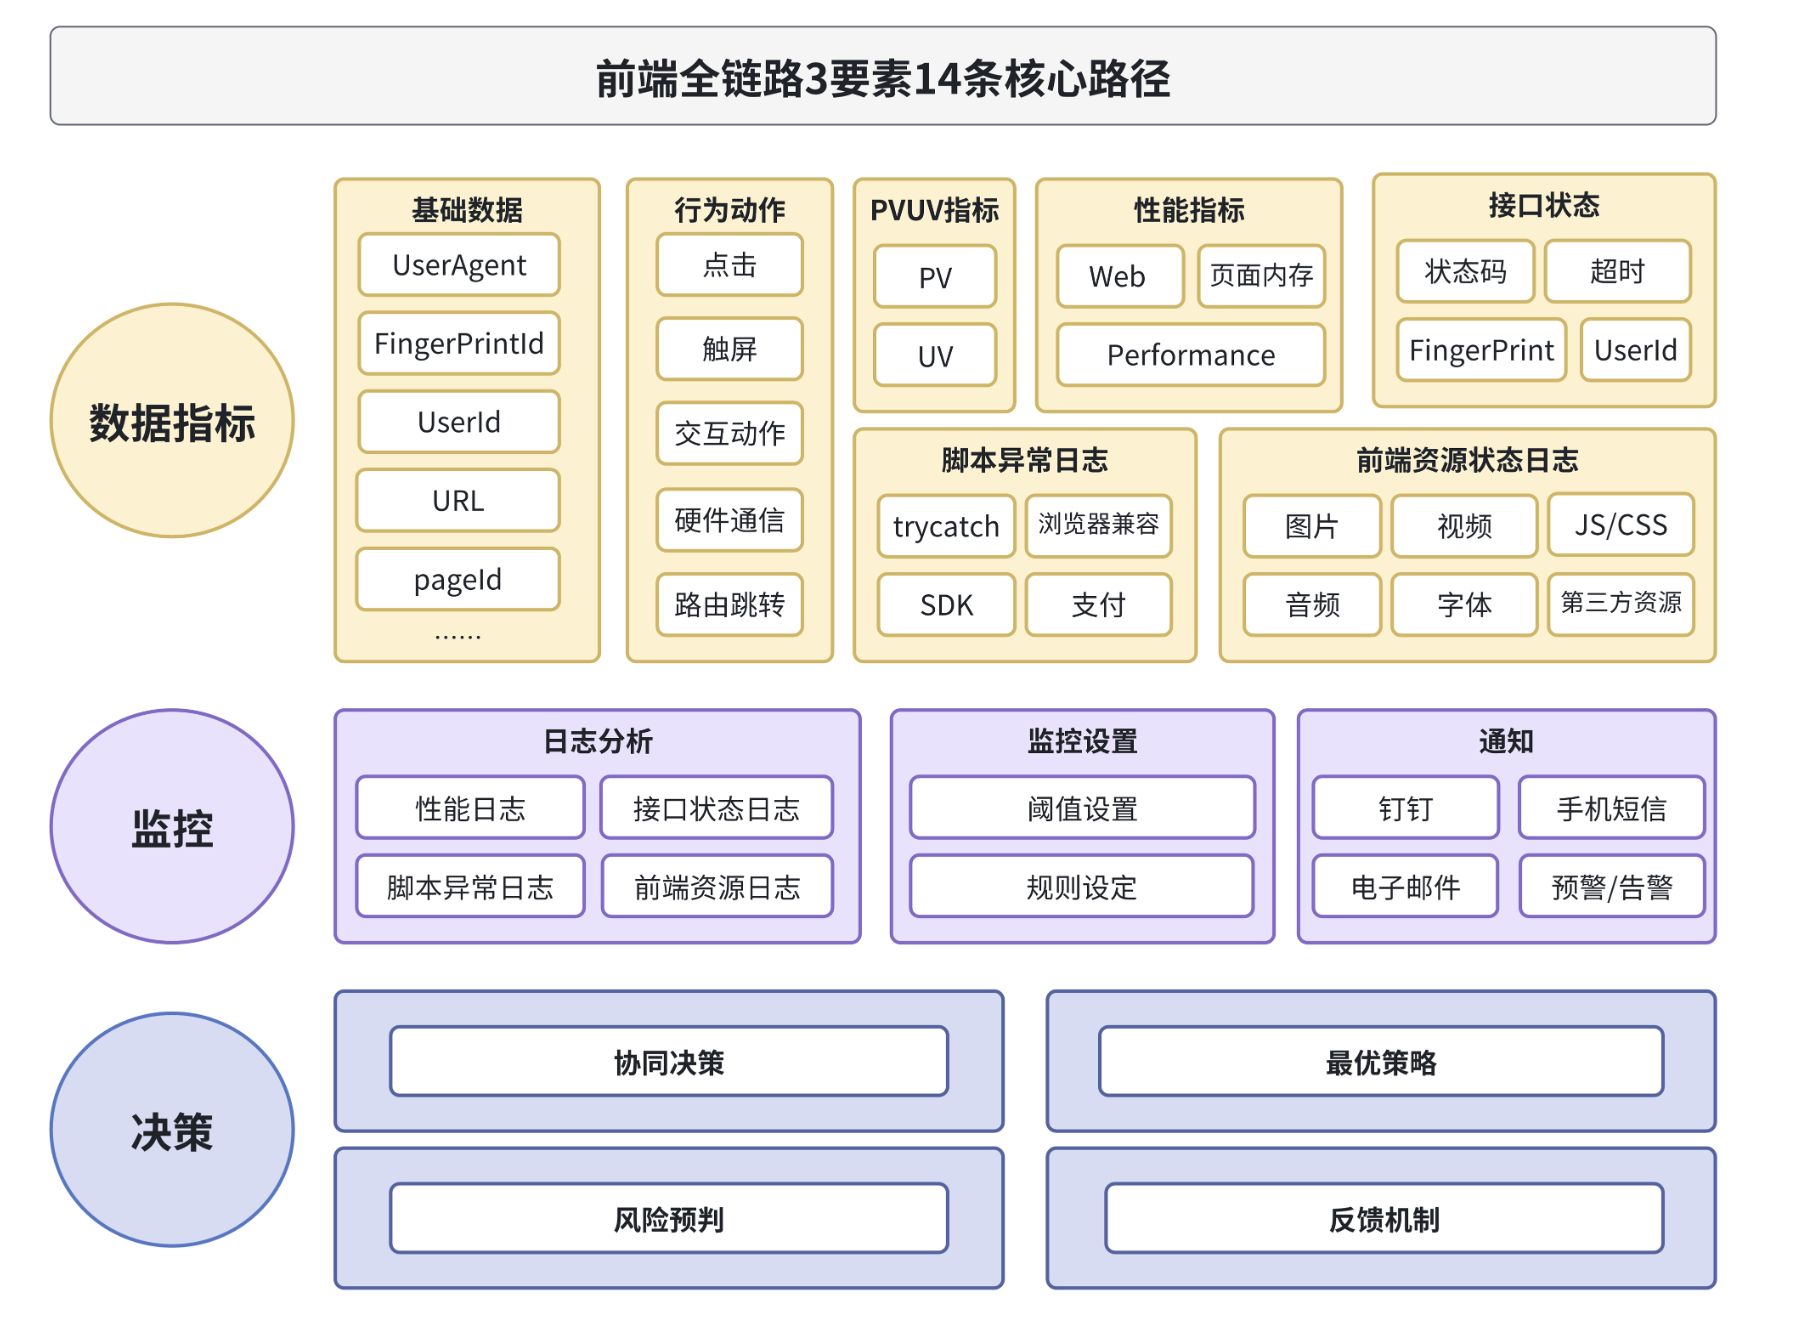 前端全链路3要素14条核心路径
数据指标
基础数据
UserAgent
FingerPrintId
UserId
URL
pageId
......
行为动作
点击
触屏
交互动作
硬件通信
路由跳转
PVUV指标
PV
UV
性能指标
Web
页面内存
Performance
接口状态
状态码
超时
FingerPrint
UserId
脚本异常日志
trycatch
浏览器兼容
SDK
支付
前端资源状态日志
图片
视频
JS/CSS
音频
字体
第三方资源
监控
日志分析
性能日志
接口状态日志
脚本异常日志
前端资源日志
监控设置
阈值设置
规则设定
通知
钉钉
手机短信
电子邮件
预警/告警
决策
协同决策
最优策略
风险预判
反馈机制